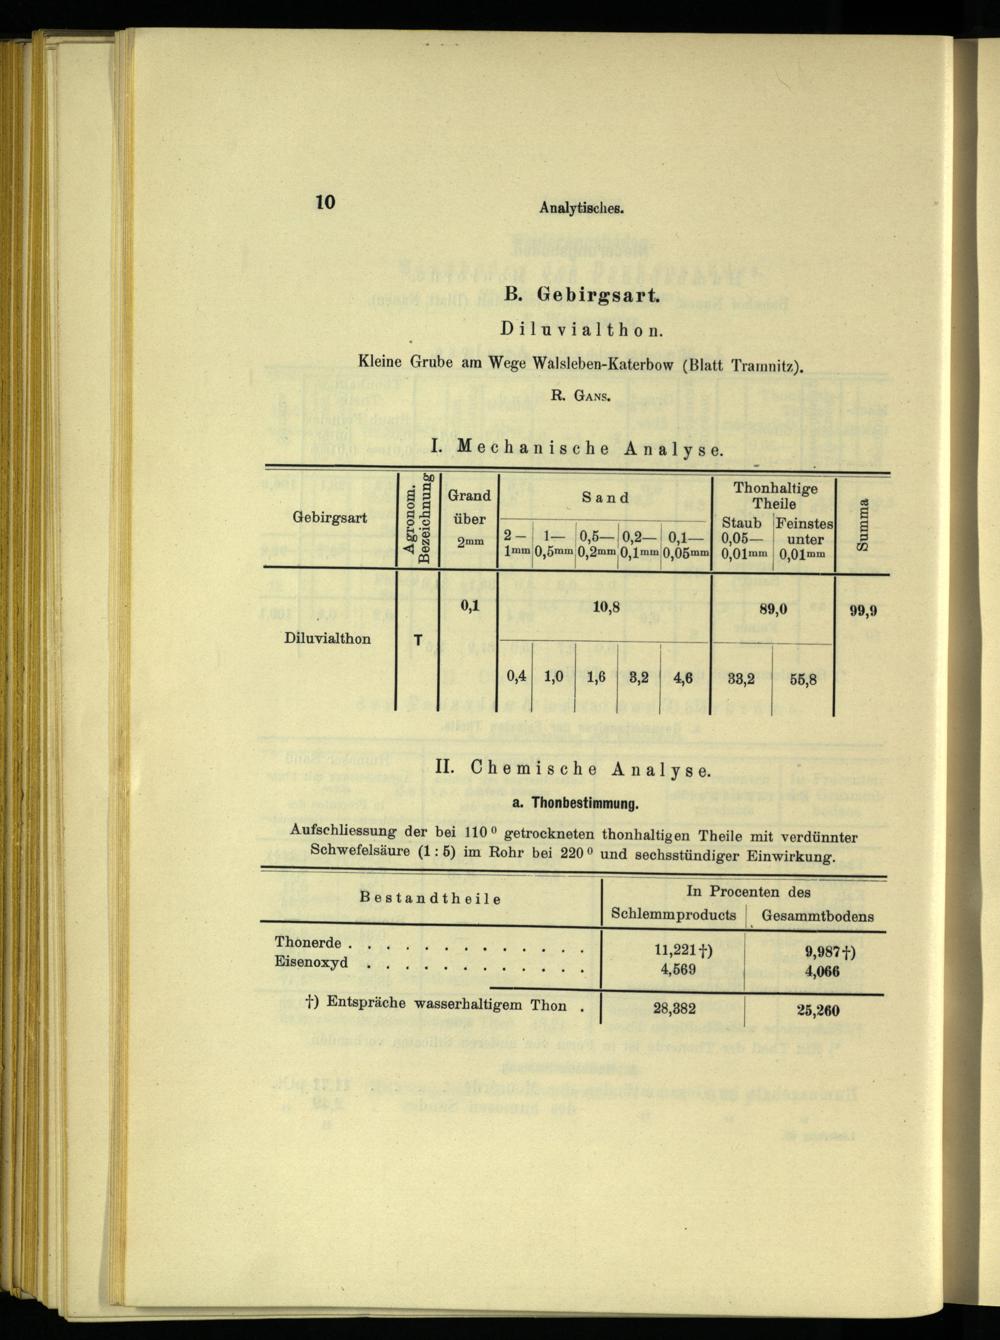 10
Analytisches.
B. Gebirgsart.
Diluvialthon.
Kleine Grube am Wege Walsleben-Katerbow (Blatt Tramnitz).
R. GANS.
I. Mechanische Analyse.
Gebirgsart
Agronom.
Bezeichnung
Grand
über
2mm
Sand
2—
1mm
1—
0,5mm
0,5—
0,2mm
0,2—
0,1mm
0,1—
0,05mm
Thonhaltige
Theile
Staub
0,05—
0,01mm
Feinstes
unter
0,01mm
Summa
Diluvialthon
T
0,1
10,8
89,0
99,9
0,4
1,0
1,6
3,2
4,6
33,2
55,8
II. Chemische Analyse.
a. Thonbestimmung.
Aufschliessung der bei 110° getrockneten thonhaltigen Theile mit verdünnter
Schwefelsäure (1:5) im Rohr bei 220° und sechsstündiger Einwirkung.
Bestandtheile
In Procenten des
Schlemmproducts
Gesammtbodens
Thonerde . . . . . . . . . . . . . 11,221†) 9,987†)
Eisenoxyd . . . . . . . . . . . . 4,569 4,066
†) Entspräche wasserhaltigem Thon . 28,382 25,260